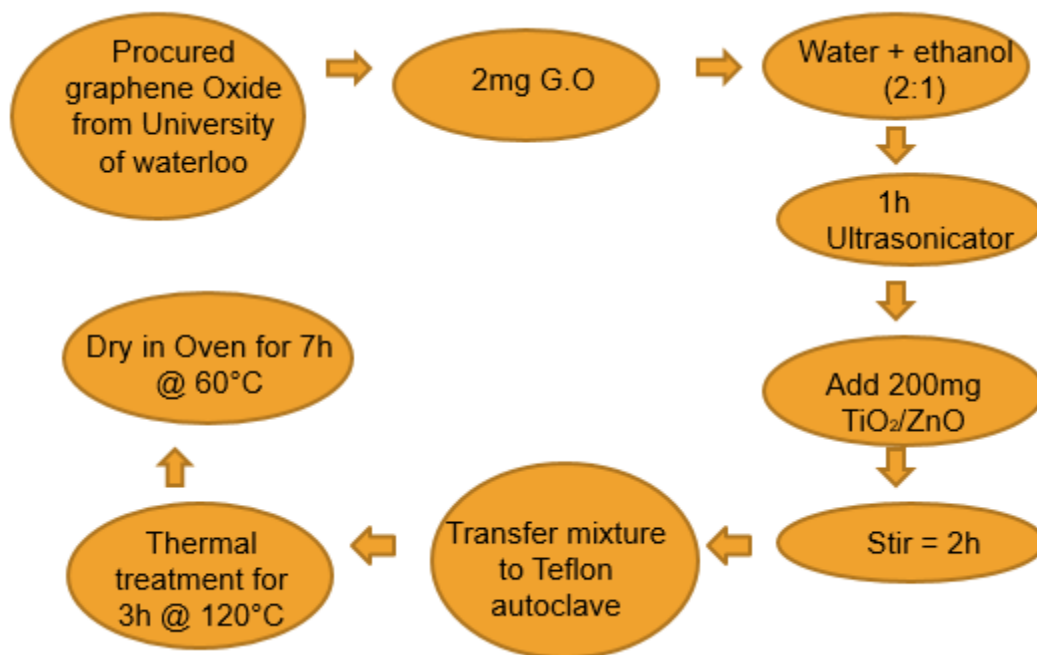 Procured
graphene Oxide
from University
of waterloo
2mg G.O
Water + ethanol
(2:1)
1h
Ultrasonicator
Add 200mg
TiO₂/ZnO
Stir = 2h
Transfer mixture
to Teflon
autoclave
Thermal
treatment for
3h @ 120°C
Dry in Oven for 7h
@ 60°C